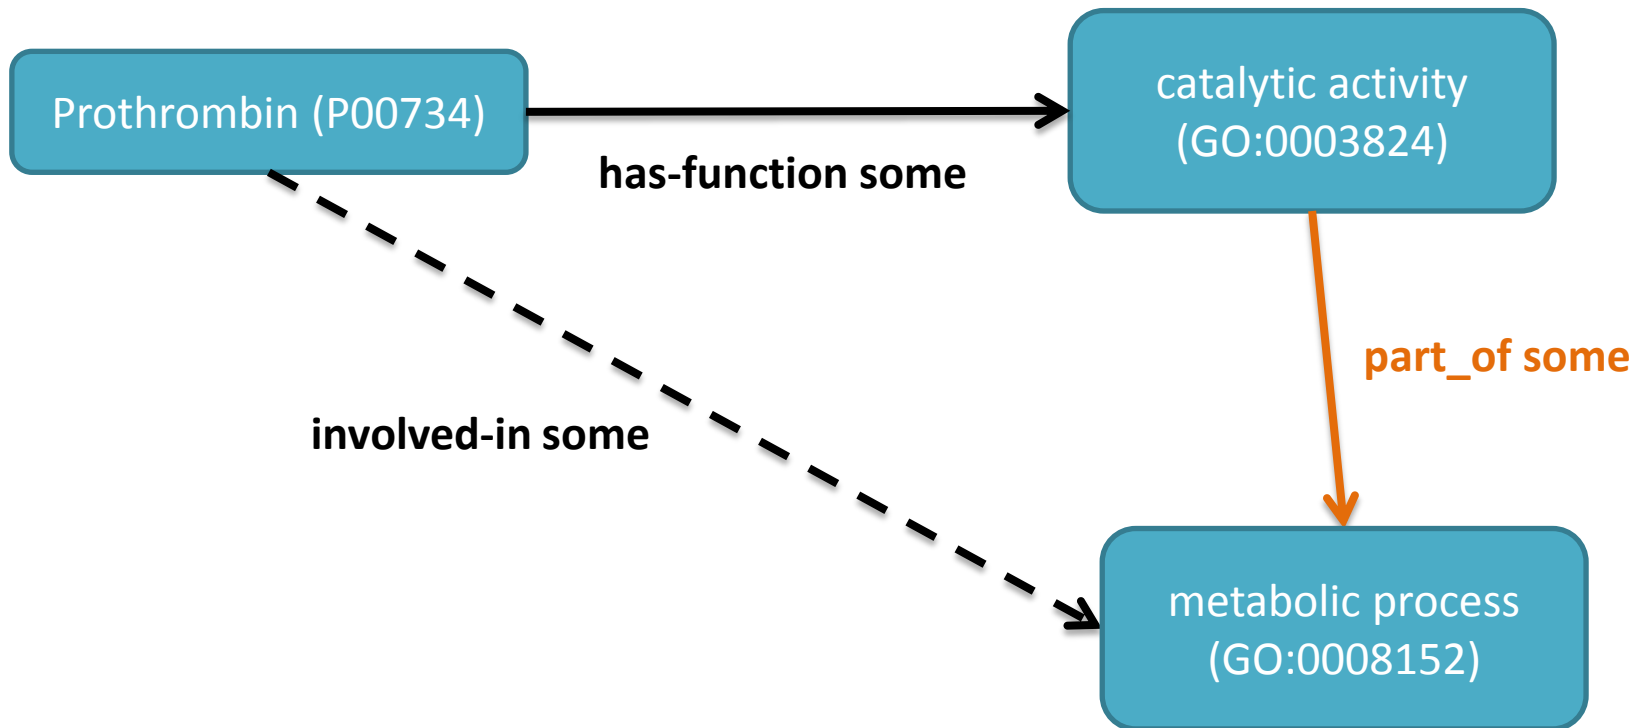 Prothrombin (P00734)
catalytic activity
(GO:0003824)
has-function some
part_of some
involved-in some
metabolic process
(GO:0008152)